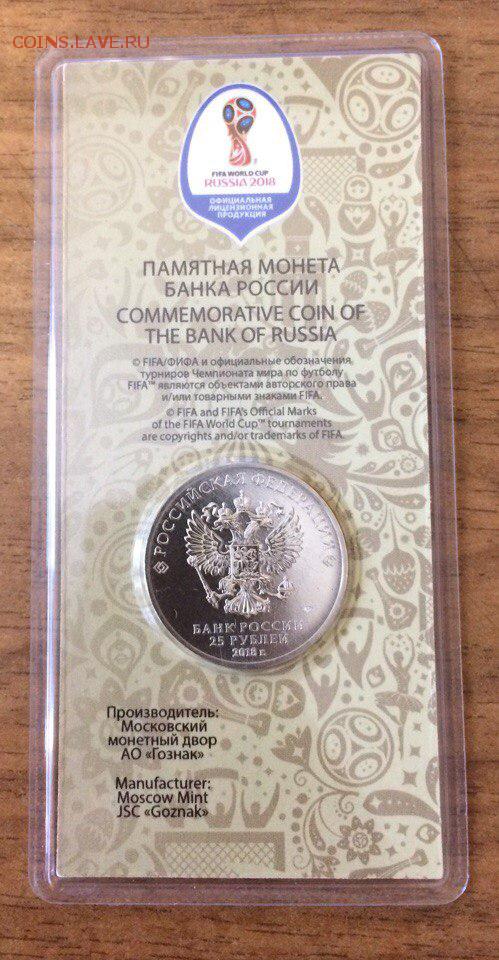 COINS.LAVE.RU
FIFA WORLD CUP
RUSSIA 2018
ОФИЦИАЛЬНАЯ
ЛИЦЕНЗИОННАЯ
ПРОДУКЦИЯ
ПАМЯТНАЯ МОНЕТА
БАНКА РОССИИ
COMMEMORATIVE COIN OF
THE BANK OF RUSSIA
© FIFA/ФИФА и официальные обозначения
турниров Чемпионата мира по футболу
FIFA™ являются объектами авторского права
и/или товарными знаками FIFA.
© FIFA and FIFA's Official Marks
of the FIFA World Cup™ tournaments
are copyrights and/or trademarks of FIFA.
РОССИЙСКАЯ ФЕДЕРАЦИЯ
БАНК РОССИИ
25 РУБЛЕЙ
2018 г.
Производитель:
Московский
монетный двор
АО «Гознак»
Manufacturer:
Moscow Mint
JSC «Goznak»